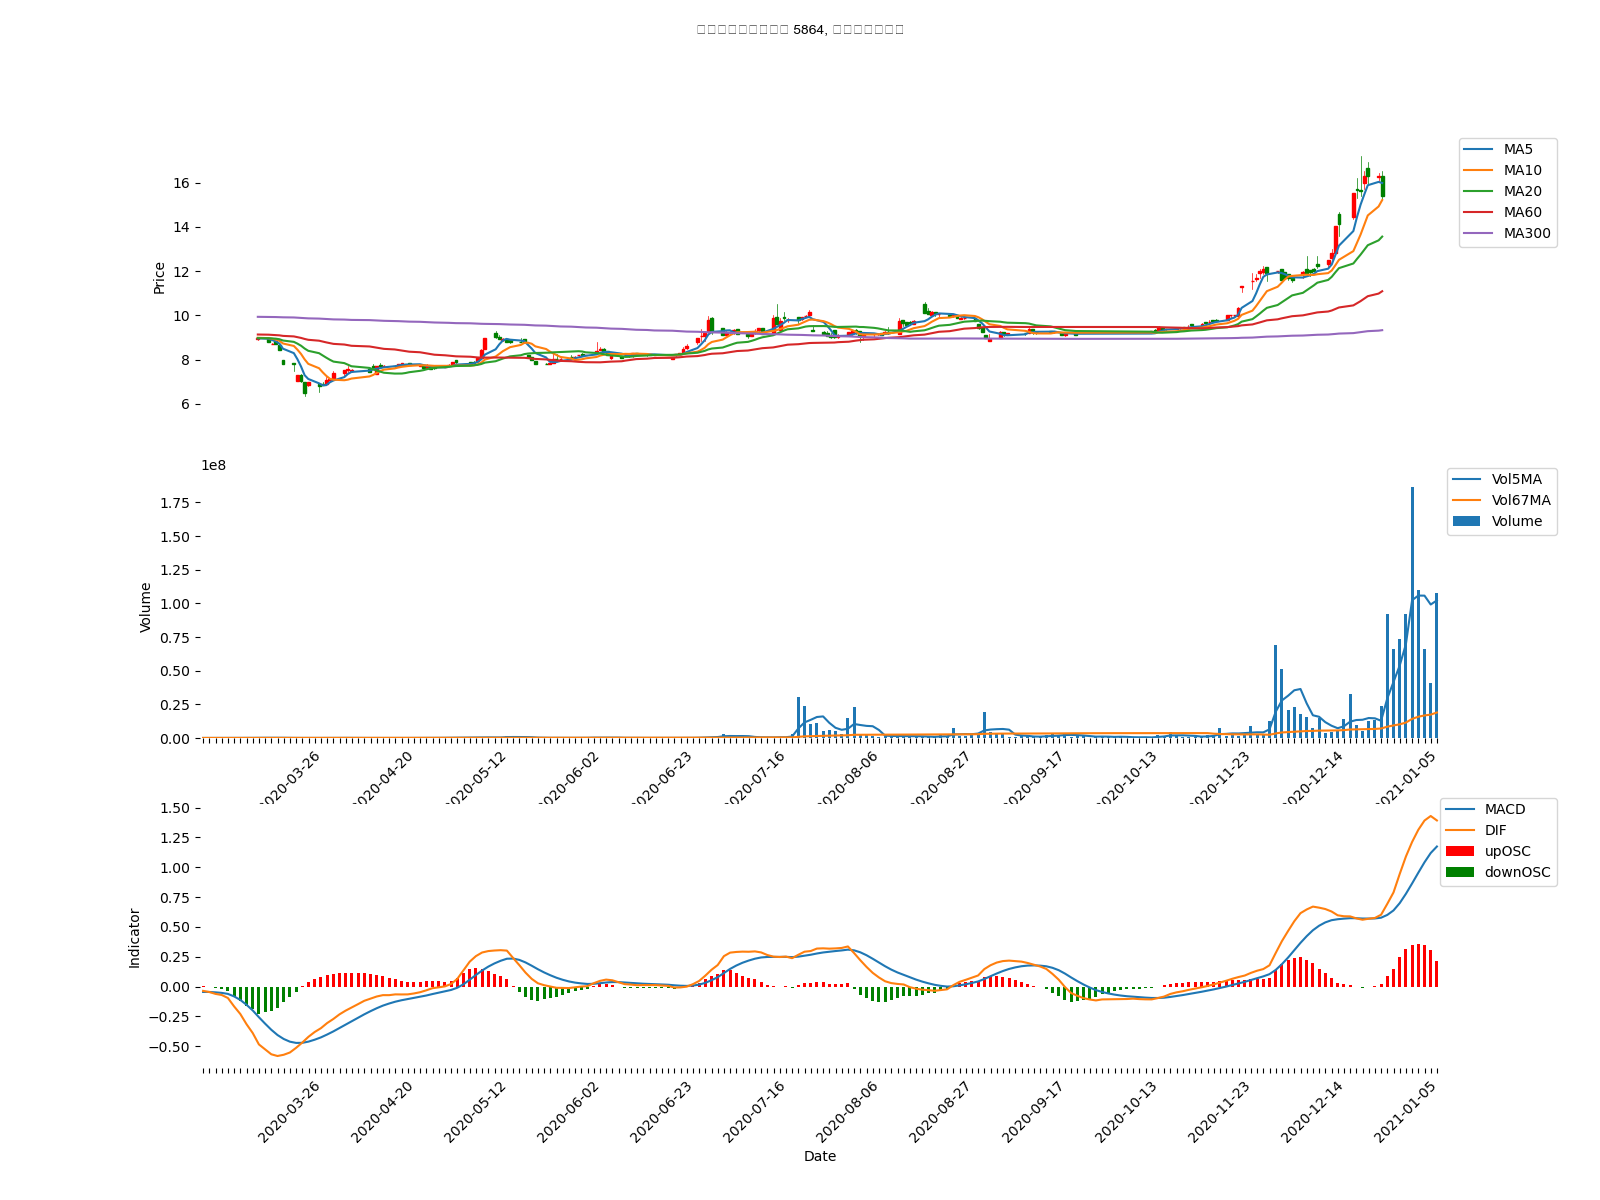 5864,
MA5
MA10
MA20
MA60
MA300
Price
16
14
12
10
8
6
1e8
Vol5MA
Vol67MA
Volume
Volume
1.75
1.50
1.25
1.00
0.75
0.50
0.25
0.00
2020-03-26
2020-04-20
2020-05-12
2020-06-02
2020-06-23
2020-07-16
2020-08-06
2020-08-27
2020-09-17
2020-10-13
2020-11-23
2020-12-14
2021-01-05
MACD
DIF
upOSC
downOSC
Indicator
1.50
1.25
1.00
0.75
0.50
0.25
0.00
−0.25
−0.50
2020-03-26
2020-04-20
2020-05-12
2020-06-02
2020-06-23
2020-07-16
2020-08-06
2020-08-27
2020-09-17
2020-10-13
2020-11-23
2020-12-14
2021-01-05
Date